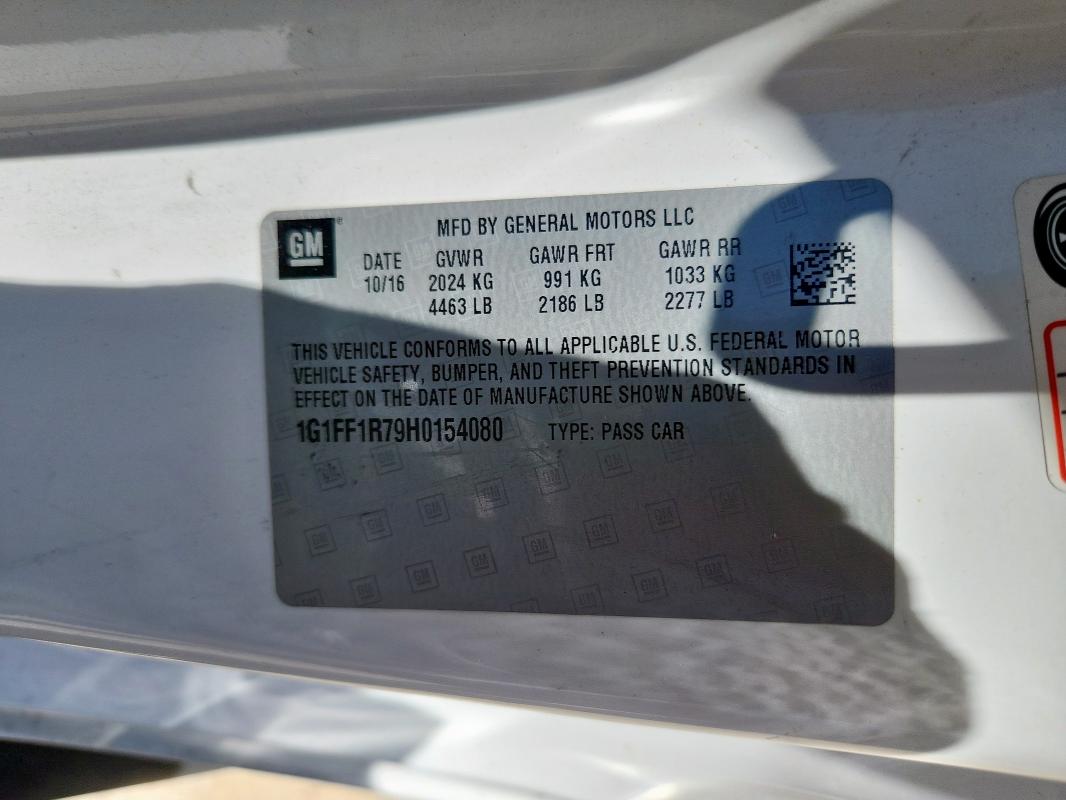 GM
MFD BY GENERAL MOTORS LLC
DATE GVWR GAWR FRT GAWR RR
10/16 2024 KG 991 KG 1033 KG
4463 LB 2186 LB 2277 LB
THIS VEHICLE CONFORMS TO ALL APPLICABLE U.S. FEDERAL MOTOR
VEHICLE SAFETY, BUMPER, AND THEFT PREVENTION STANDARDS IN
EFFECT ON THE DATE OF MANUFACTURE SHOWN ABOVE.
1G1FF1R79H0154080 TYPE: PASS CAR